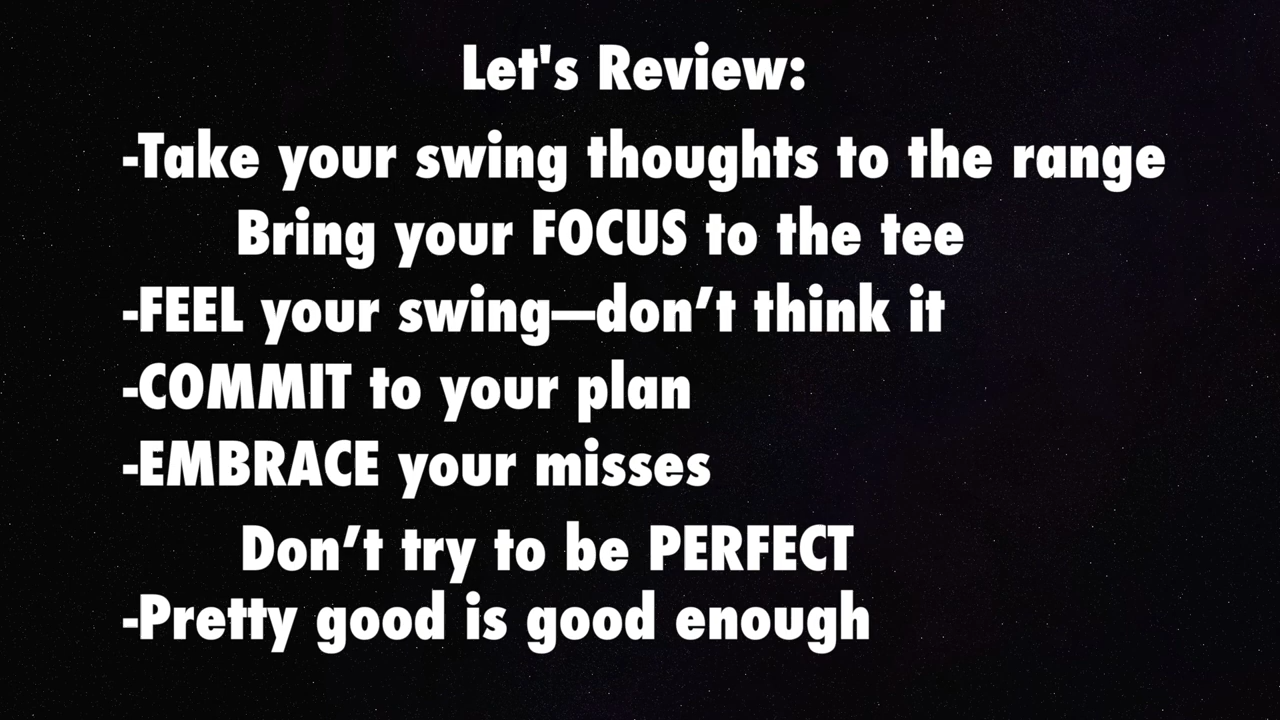 Let's Review:
-Take your swing thoughts to the range
Bring your FOCUS to the tee
-FEEL your swing—don’t think it
-COMMIT to your plan
-EMBRACE your misses
Don’t try to be PERFECT
-Pretty good is good enough